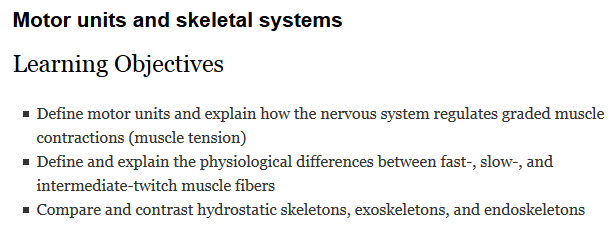 Motor units and skeletal systems
Learning Objectives
▪ Define motor units and explain how the nervous system regulates graded muscle
contractions (muscle tension)
▪ Define and explain the physiological differences between fast-, slow-, and
intermediate-twitch muscle fibers
▪ Compare and contrast hydrostatic skeletons, exoskeletons, and endoskeletons